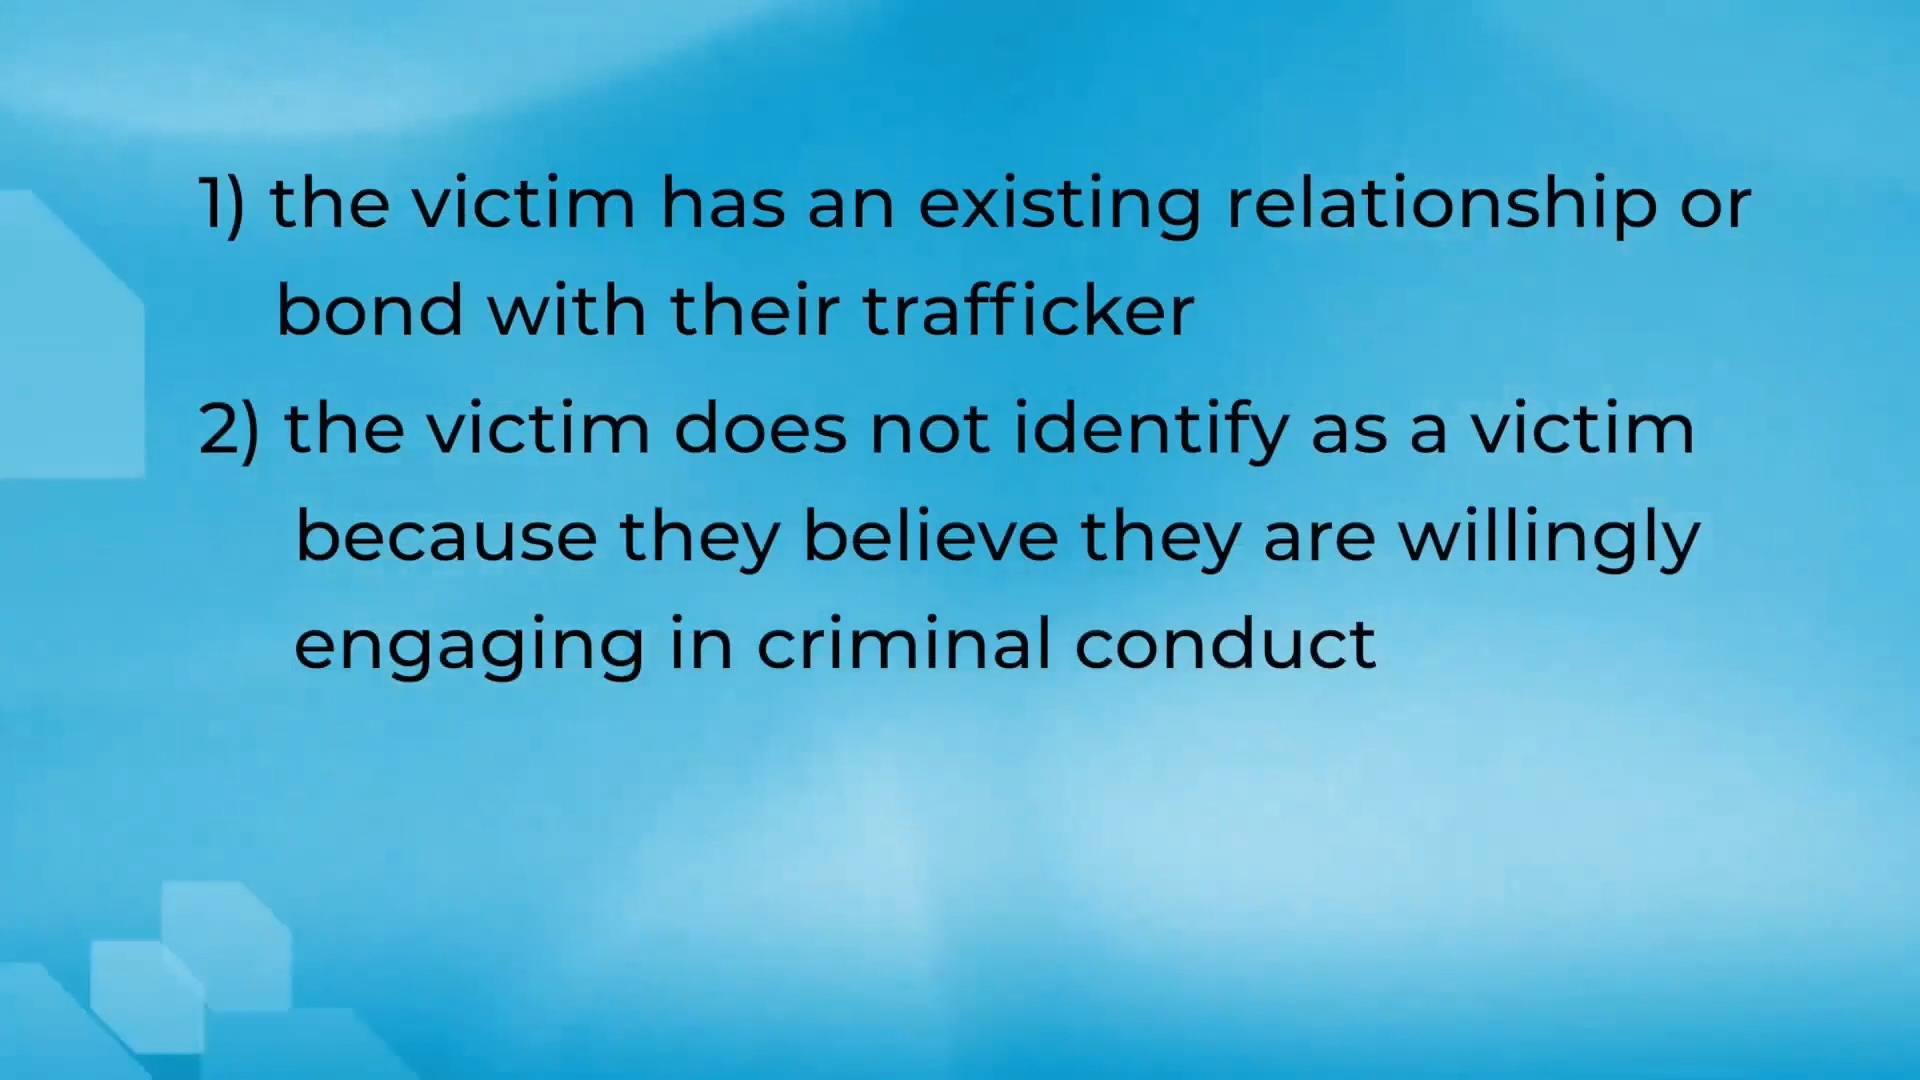 1) the victim has an existing relationship or
bond with their trafficker
2) the victim does not identify as a victim
because they believe they are willingly
engaging in criminal conduct